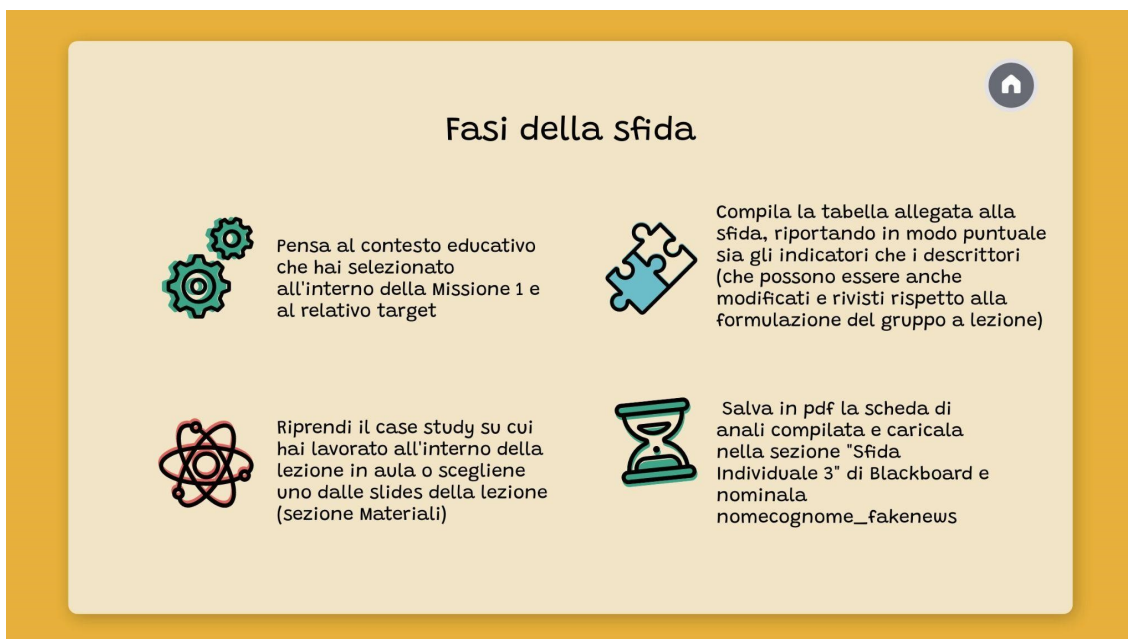 Fasi della sfida
Pensa al contesto educativo
che hai selezionato
all'interno della Missione 1 e
al relativo target
Compila la tabella allegata alla
sfida, riportando in modo puntuale
sia gli indicatori che i descrittori
(che possono essere anche
modificati e rivisti rispetto alla
formulazione del gruppo a lezione)
Riprendi il case study su cui
hai lavorato all'interno della
lezione in aula o scegliene
uno dalle slides della lezione
(sezione Materiali)
Salva in pdf la scheda di
anali compilata e caricala
nella sezione "Sfida
Individuale 3" di Blackboard e
nominala
nomecognome_fakenews